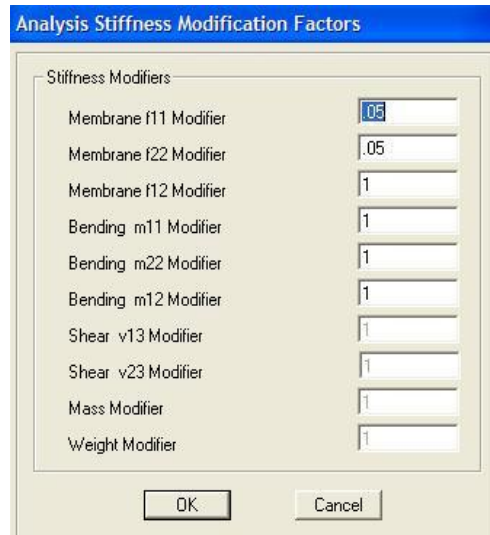 Analysis Stiffness Modification Factors
Stiffness Modifiers
Membrane f11 Modifier .05
Membrane f22 Modifier .05
Membrane f12 Modifier 1
Bending m11 Modifier 1
Bending m22 Modifier 1
Bending m12 Modifier 1
Shear v13 Modifier 1
Shear v23 Modifier 1
Mass Modifier 1
Weight Modifier 1
OK Cancel